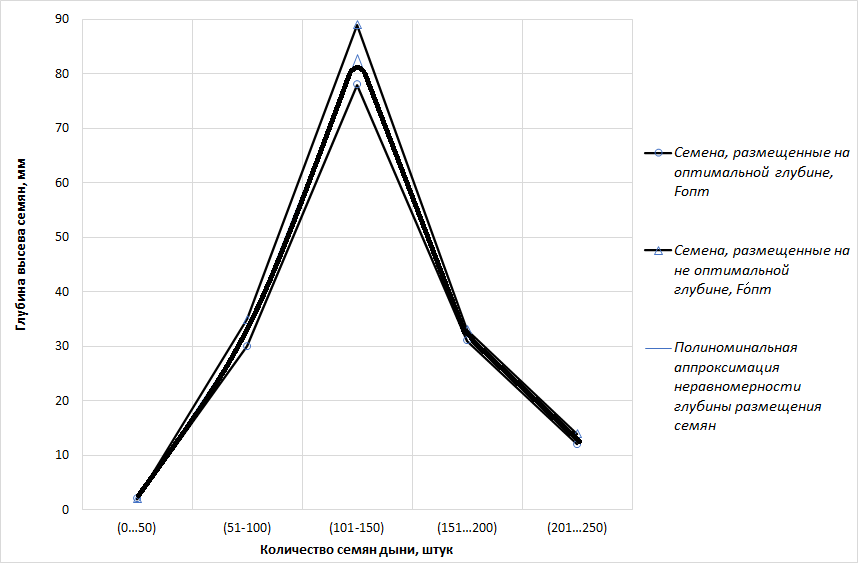 90
80
70
60
50
40
30
20
10
0
Глубина высева семян, мм
(0...50)
(51-100)
(101-150)
(151...200)
(201...250)
Количество семян дыни, штук
Семена, размещенные на
оптимальной глубине,
Fопт
Семена, размещенные на
не оптимальной
глубине, Fо́пт
Полиноминальная
аппроксимация
неравномерности
глубины размещения
семян